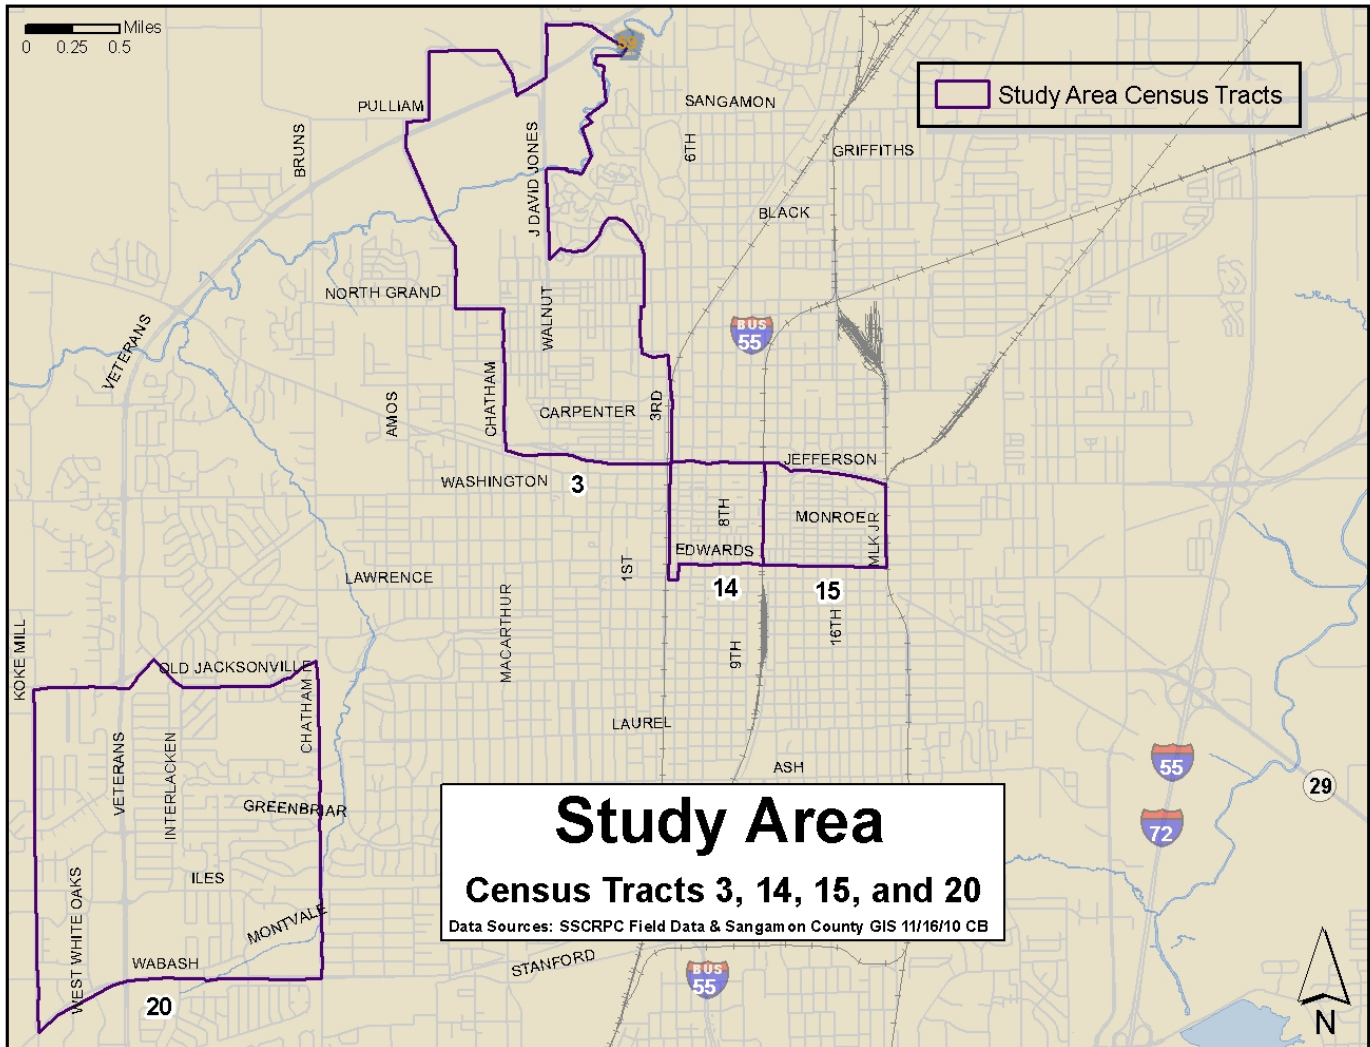 Miles
0 0.25 0.5
Study Area Census Tracts
PULLIAM
SANGAMON
BRUNS
J DAVID JONES
6TH
GRIFFITHS
BLACK
NORTH GRAND
WALNUT
VETERANS
BUS
55
AMOS
CHATHAM
CARPENTER
3RD
JEFFERSON
WASHINGTON
3
8TH
MONROE
MLK JR
EDWARDS
LAWRENCE
1ST
14
15
MACARTHUR
9TH
16TH
KOKE MILL
OLD JACKSONVILLE
CHATHAM
LAUREL
VETERANS
INTERLACKEN
ASH
55
29
GREENBRIAR
72
Study Area
Census Tracts 3, 14, 15, and 20
Data Sources: SSCRPC Field Data & Sangamon County GIS 11/16/10 CB
ILES
WEST WHITE OAKS
MONTVALE
WABASH
STANFORD
BUS
55
20
N